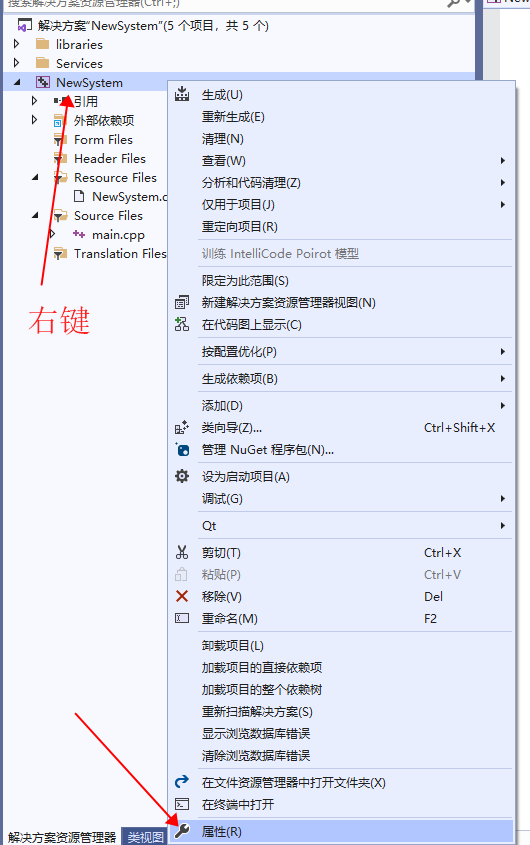 搜索解决方案资源管理器(Ctrl+;)
解决方案"NewSystem"(5 个项目，共 5 个)
libraries
Services
NewSystem
引用
外部依赖项
Form Files
Header Files
Resource Files
NewSystem.
Source Files
main.cpp
Translation Files
右键
生成(U)
重新生成(E)
清理(N)
查看(W)
分析和代码清理(Z)
仅用于项目(J)
重定向项目(R)
训练 IntelliCode Poirot 模型
限定为此范围(S)
新建解决方案资源管理器视图(N)
在代码图上显示(C)
按配置优化(P)
生成依赖项(B)
添加(D)
类向导(Z)... Ctrl+Shift+X
管理 NuGet 程序包(N)...
设为启动项目(A)
调试(G)
Qt
剪切(T) Ctrl+X
粘贴(P) Ctrl+V
移除(V) Del
重命名(M) F2
卸载项目(L)
加载项目的直接依赖项
加载项目的整个依赖树
重新扫描解决方案(S)
显示浏览数据库错误
清除浏览数据库错误
在文件资源管理器中打开文件夹(X)
在终端中打开
属性(R)
解决方案资源管理器 类视图